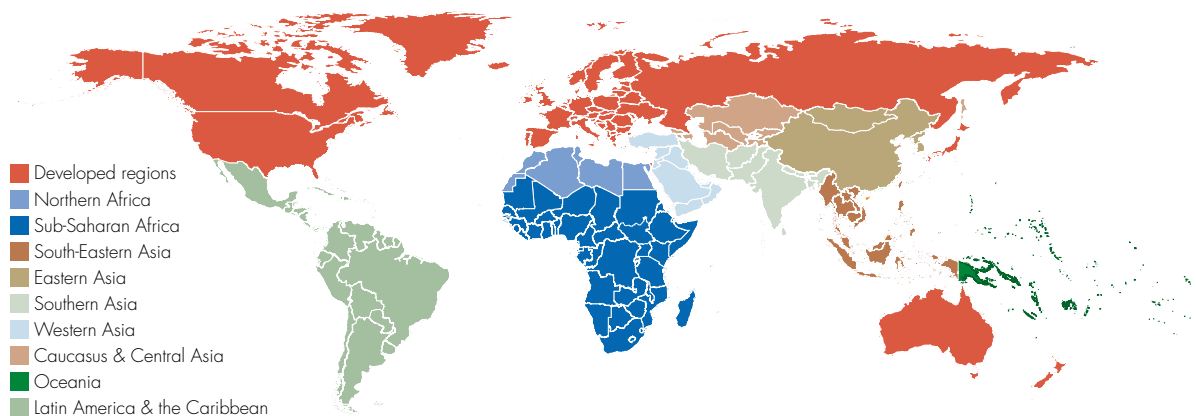 Developed regions
Northern Africa
Sub-Saharan Africa
South-Eastern Asia
Eastern Asia
Southern Asia
Western Asia
Caucasus & Central Asia
Oceania
Latin America & the Caribbean